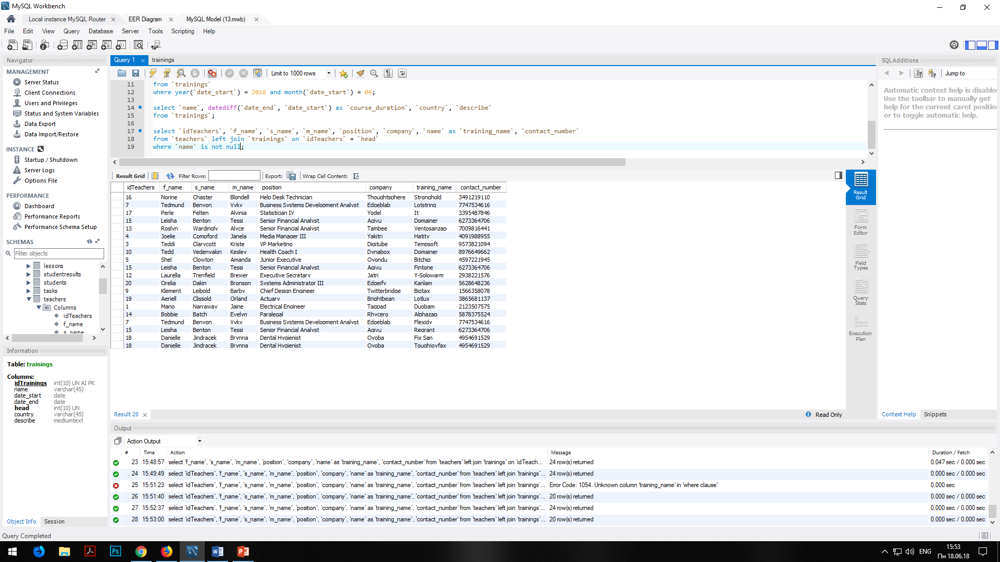 MySQL Workbench
Local instance MySQL Router
EER Diagram
MySQL Model (13.mwb)
File Edit View Query Database Server Tools Scripting Help
Navigator
MANAGEMENT
Server Status
Client Connections
Users and Privileges
Status and System Variables
Data Export
Data Import/Restore
INSTANCE
Startup / Shutdown
Server Logs
Options File
PERFORMANCE
Dashboard
Performance Reports
Performance Schema Setup
SCHEMAS
Filter objects
lessons
studentresults
students
tasks
teachers
Columns
idTeachers
f_name
s_name
Information
Table: trainings
Columns:
idTrainings int(10) UN AI PK
name varchar(45)
date_start date
date_end date
head int(10) UN
country varchar(45)
describe mediumtext
Object Info Session
Query Completed
Query 1 trainings
Limit to 1000 rows
11 from `trainings`
12 where year(`date_start`) = 2018 and month(`date_start`) = 04;
13
14 select `name`, datediff(`date_end`, `date_start`) as `course_duration`, `country`, `describe`
15 from `trainings`;
16
17 select `idTeachers`, `f_name`, `s_name`, `m_name`, `position`, `company`, `name` as `training_name`, `contact_number`
18 from `teachers` left join `trainings` on `idTeachers` = `head`
19 where `name` is not null;
Result Grid Filter Rows: Export: Wrap Cell Content:
idTeachers f_name s_name m_name position company training_name contact_number
16 Norine Chaster Blondell Help Desk Technician Thoughtsphere Stronghold 3491219110
7 Tedmund Benyon Vyky Business Systems Development Analyst Edgeblab Lotstring 7747534616
17 Perle Felten Alvinia Statistician IV Yodel It 3395487846
15 Leisha Benton Tessi Senior Financial Analyst Agivu Domainer 6273364706
13 Roslyn Wardingly Alyce Senior Financial Analyst Tambee Ventosanzap 7009816441
4 Joelie Compford Janela Media Manager III Yakitri Hatity 4091988955
3 Teddi Clarycott Kriste VP Marketing Digitube Tempsoft 9573821094
10 Tedd Vedenyakin Kesley Health Coach I Dynabox Domainer 8976649662
5 Shel Clowton Amanda Junior Executive Oyondu Bitchip 4597221945
15 Leisha Benton Tessi Senior Financial Analyst Agivu Fintone 6273364706
12 Laurella Trenfield Brewer Executive Secretary Jatri Y-Solowarm 2938221576
20 Orelia Dakin Bronson Systems Administrator III Edgeify Kanlam 5628648236
9 Klement Leibold Barby Chief Design Engineer Twitterbridge Bigtax 1566358078
19 Aeriell Clissold Orland Actuary Brightbean Lotlux 3865681137
1 Mano Narraway Jaine Electrical Engineer Tagpad Duobam 2123507575
14 Bobbie Batch Evelyn Paralegal Rhycero Alphazap 5878375524
7 Tedmund Benyon Vyky Business Systems Development Analyst Edgeblab Flexidy 7747534616
15 Leisha Benton Tessi Senior Financial Analyst Agivu Regrant 6273364706
18 Danielle Jindracek Brynna Dental Hygienist Oyoba Fix San 4954691529
18 Danielle Jindracek Brynna Dental Hygienist Oyoba Toughjoyfax 4954691529
Result Grid
Form Editor
Field Types
Query Stats
Execution Plan
Result 20
Read Only
SQLAdditions
Jump to
Automatic context help is disable
Use the toolbar to manually get
help for the current caret position
or to toggle automatic help.
Context Help Snippets
Output
Action Output
# Time Action Message Duration / Fetch
23 15:48:57 select `f_name`, `s_name`, `m_name`, `position`, `company`, `name` as `training_name`, `contact_number` from `teachers` left join `trainings` on `idTeach... 24 row(s) returned 0.047 sec / 0.000 sec
24 15:49:49 select `idTeachers`, `f_name`, `s_name`, `m_name`, `position`, `company`, `name` as `training_name`, `contact_number` from `teachers` left join `trainings`... 24 row(s) returned 0.000 sec / 0.000 sec
25 15:51:23 select `idTeachers`, `f_name`, `s_name`, `m_name`, `position`, `company`, `name` as `training_name`, `contact_number` from `teachers` left join `trainings`... Error Code: 1054. Unknown column 'training_name' in 'where clause' 0.000 sec
26 15:51:40 select `idTeachers`, `f_name`, `s_name`, `m_name`, `position`, `company`, `name` as `training_name`, `contact_number` from `teachers` left join `trainings`... 20 row(s) returned 0.000 sec / 0.000 sec
27 15:52:37 select `idTeachers`, `f_name`, `s_name`, `m_name`, `position`, `company`, `name` as `training_name`, `contact_number` from `teachers` left join `trainings`... 24 row(s) returned 0.000 sec / 0.000 sec
28 15:53:00 select `idTeachers`, `f_name`, `s_name`, `m_name`, `position`, `company`, `name` as `training_name`, `contact_number` from `teachers` left join `trainings`... 20 row(s) returned 0.000 sec / 0.000 sec
ENG
15:53
Пн 18.06.18